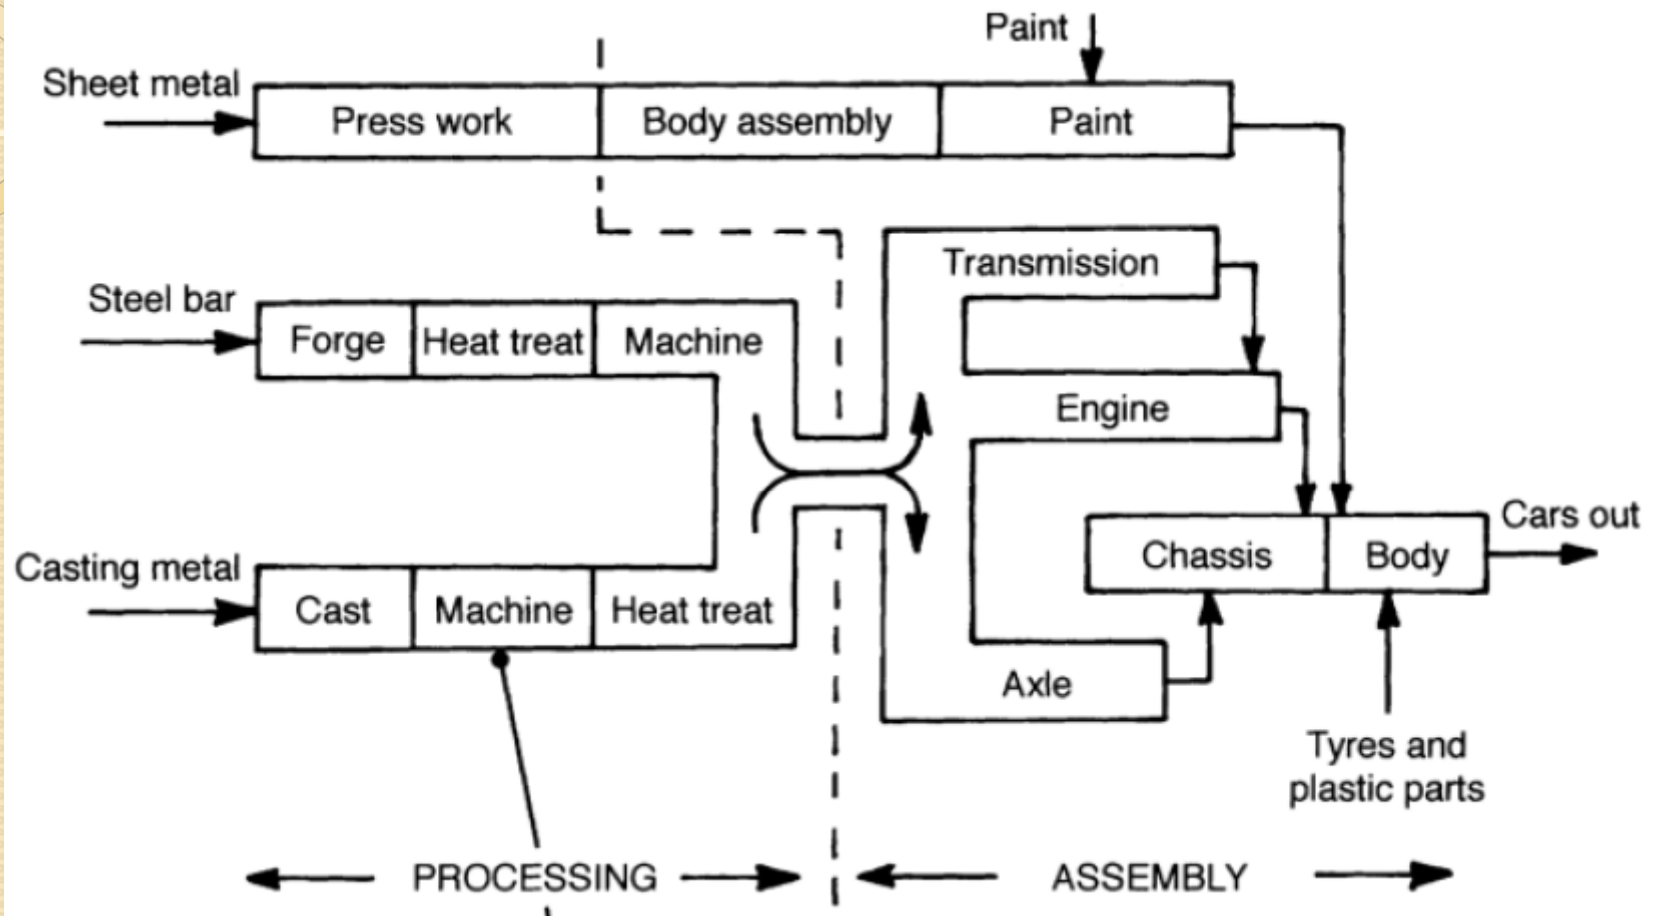 Paint
Sheet metal
Press work
Body assembly
Paint
Transmission
Steel bar
Forge
Heat treat
Machine
Engine
Cars out
Chassis
Body
Casting metal
Cast
Machine
Heat treat
Axle
Tyres and
plastic parts
PROCESSING
ASSEMBLY